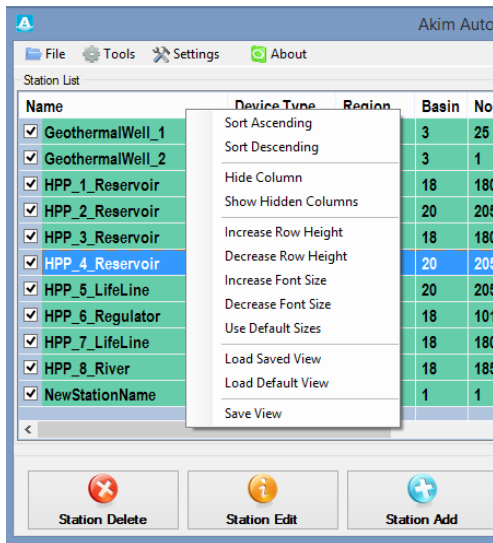 Akim Auto
File Tools Settings About
Station List
Name Device Type Region Basin No
GeothermalWell_1 3 25
GeothermalWell_2 3 1
HPP_1_Reservoir 18 180
HPP_2_Reservoir 20 205
HPP_3_Reservoir 18 180
HPP_4_Reservoir 20 205
HPP_5_LifeLine 20 205
HPP_6_Regulator 18 101
HPP_7_LifeLine 18 180
HPP_8_River 18 185
NewStationName 1 1
Sort Ascending
Sort Descending
Hide Column
Show Hidden Columns
Increase Row Height
Decrease Row Height
Increase Font Size
Decrease Font Size
Use Default Sizes
Load Saved View
Load Default View
Save View
Station Delete Station Edit Station Add